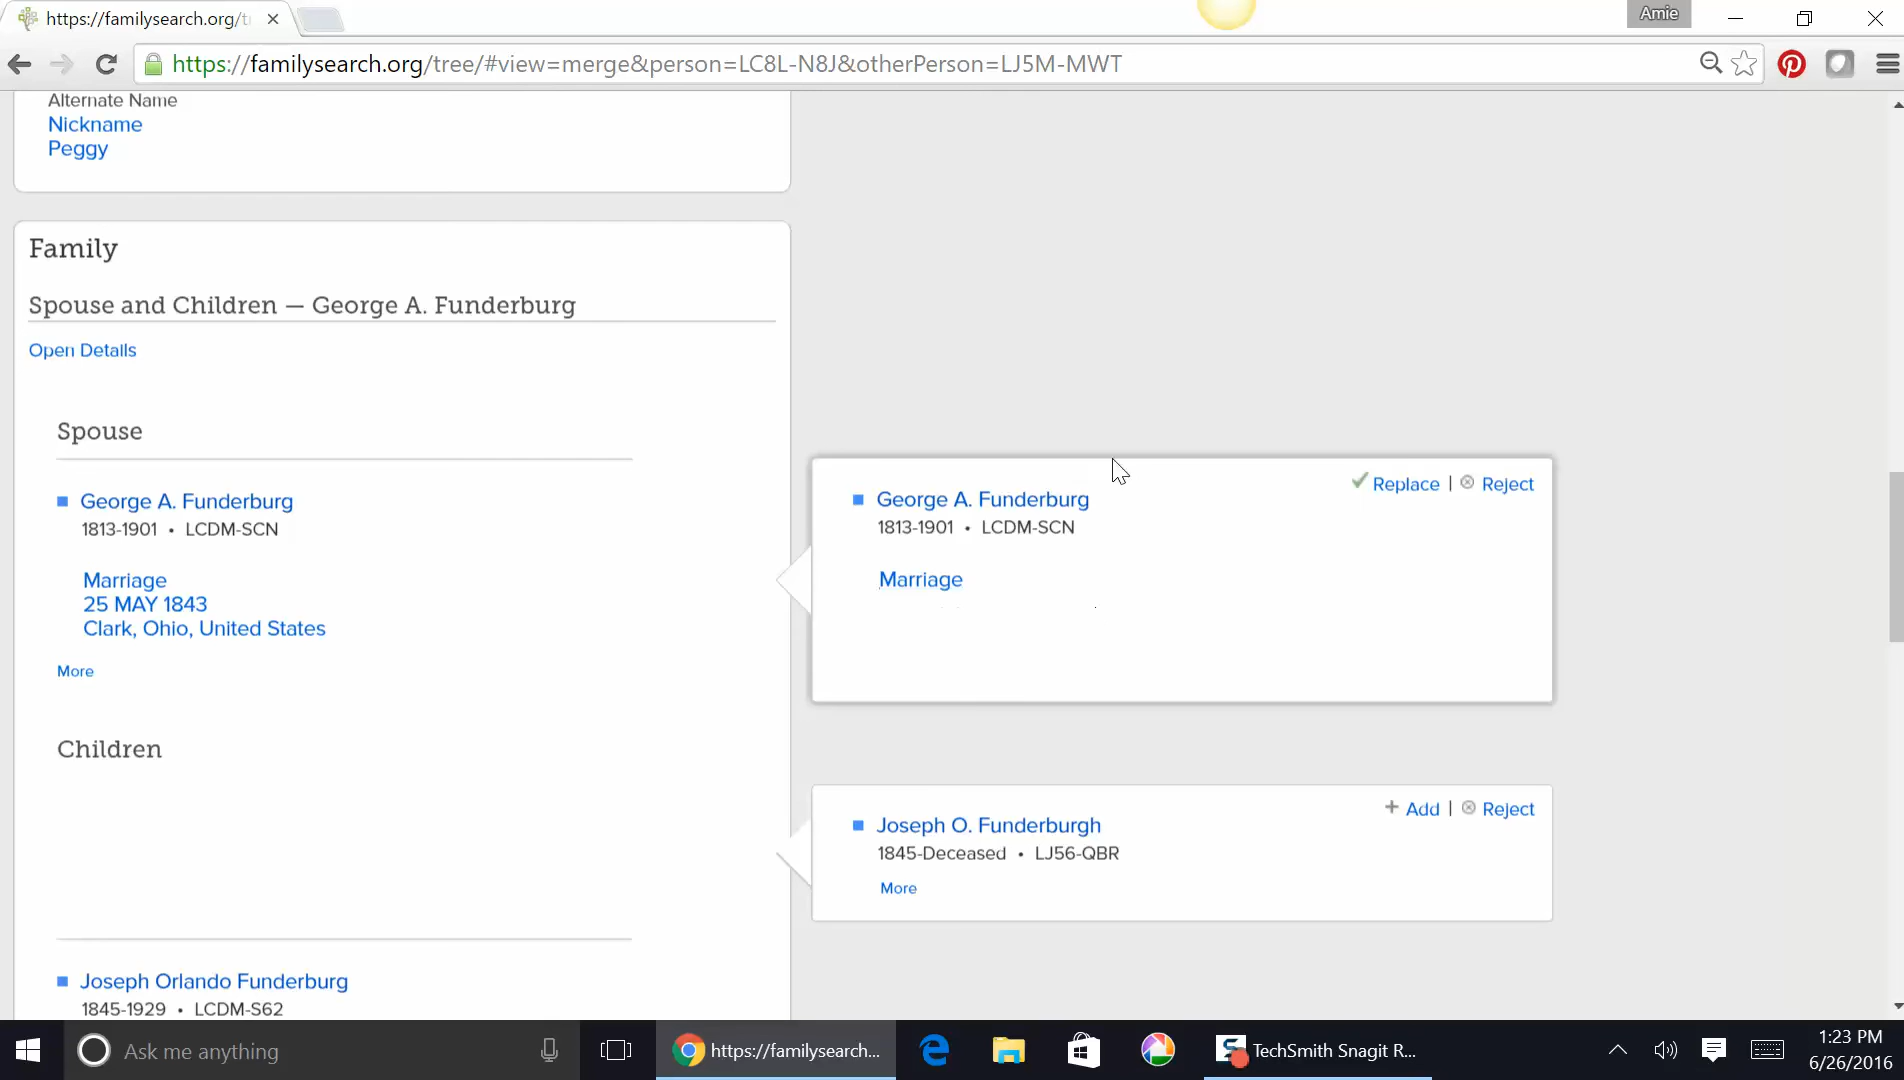 https://familysearch.org/t
Amie
https://familysearch.org/tree/#view=merge&person=LC8L-N8J&otherPerson=LJ5M-MWT
Alternate Name
Nickname
Peggy
Family
Spouse and Children — George A. Funderburg
Open Details
Spouse
George A. Funderburg
1813-1901 • LCDM-SCN
Marriage
25 MAY 1843
Clark, Ohio, United States
More
Replace | Reject
George A. Funderburg
1813-1901 • LCDM-SCN
Marriage
Children
Add | Reject
Joseph O. Funderburgh
1845-Deceased • LJ56-QBR
More
Joseph Orlando Funderburg
1845-1929 • LCDM-S62
Ask me anything
https://familysearch...
TechSmith Snagit R...
1:23 PM
6/26/2016